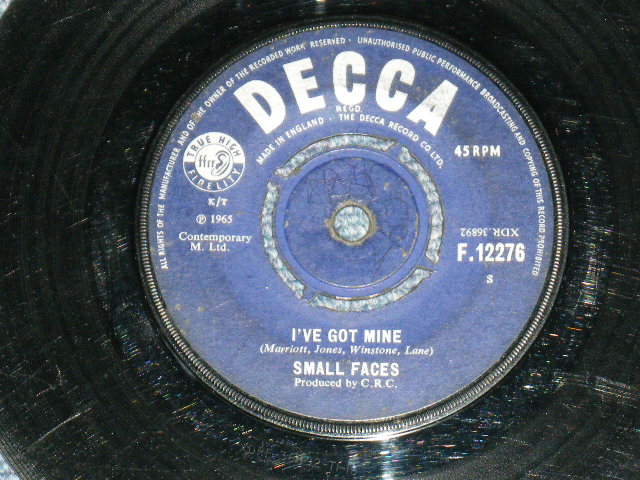 ALL RIGHTS OF THE MANUFACTURER AND OF THE OWNER OF THE RECORDED WORK RESERVED · UNAUTHORISED PUBLIC PERFORMANCE BROADCASTING AND COPYING OF THIS RECORD PROHIBITED
DECCA
REGD.
MADE IN ENGLAND · THE DECCA RECORD CO. LTD.
TRUE HIGH
ffrr
FIDELITY
45 RPM
K/T
℗ 1965
Contemporary
M. Ltd.
XDR.36892
F.12276
S
I'VE GOT MINE
(Marriott, Jones, Winstone, Lane)
SMALL FACES
Produced by C.R.C.